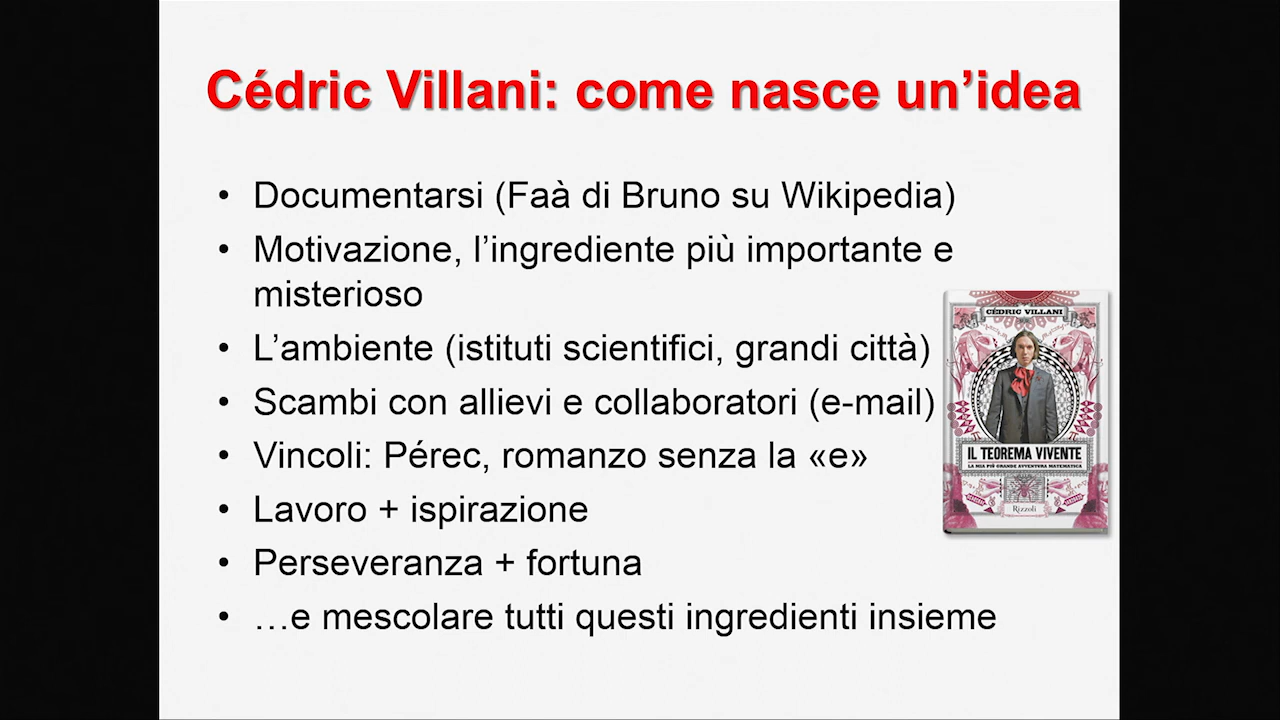 Cédric Villani: come nasce un’idea
• Documentarsi (Faà di Bruno su Wikipedia)
• Motivazione, l’ingrediente più importante e
misterioso
• L’ambiente (istituti scientifici, grandi città)
• Scambi con allievi e collaboratori (e-mail)
• Vincoli: Pérec, romanzo senza la «e»
• Lavoro + ispirazione
• Perseveranza + fortuna
• …e mescolare tutti questi ingredienti insieme
CÉDRIC VILLANI
IL TEOREMA VIVENTE
LA MIA PIÙ GRANDE AVVENTURA MATEMATICA
Rizzoli